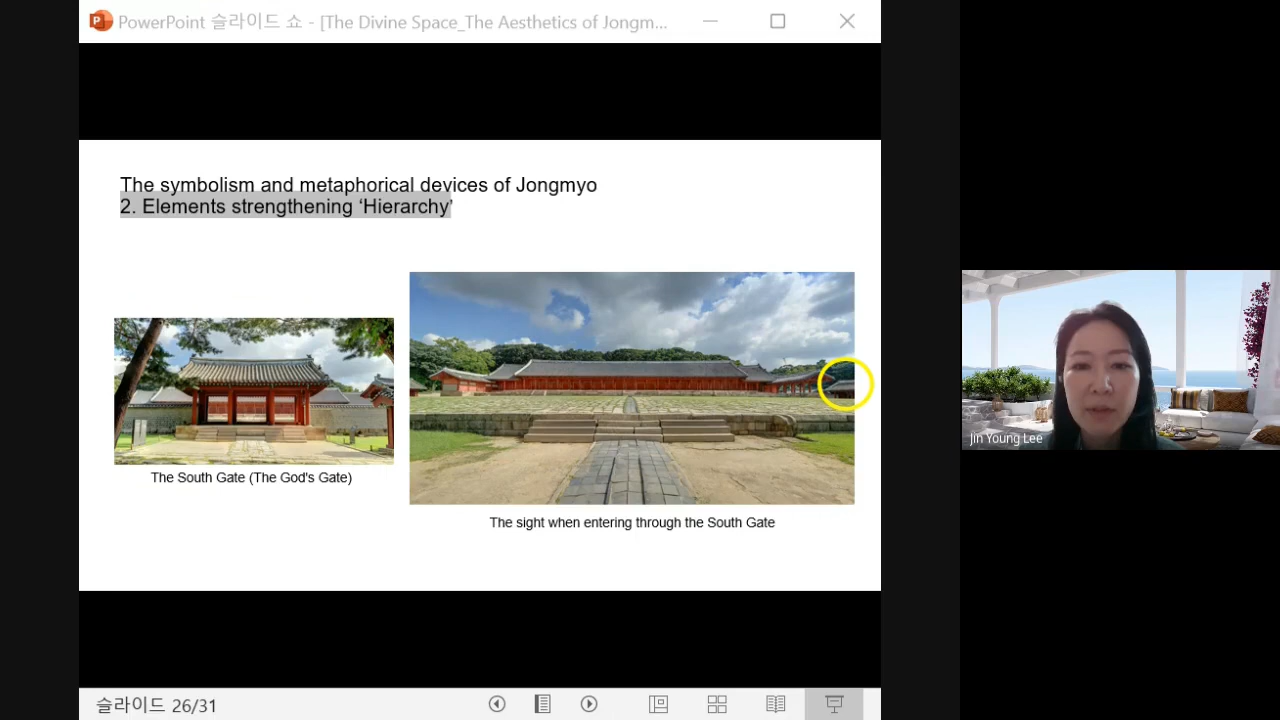 PowerPoint 슬라이드 쇼 - [The Divine Space_The Aesthetics of Jongm...
The symbolism and metaphorical devices of Jongmyo
2. Elements strengthening ‘Hierarchy’
The South Gate (The God's Gate)
The sight when entering through the South Gate
Jin Young Lee
슬라이드 26/31